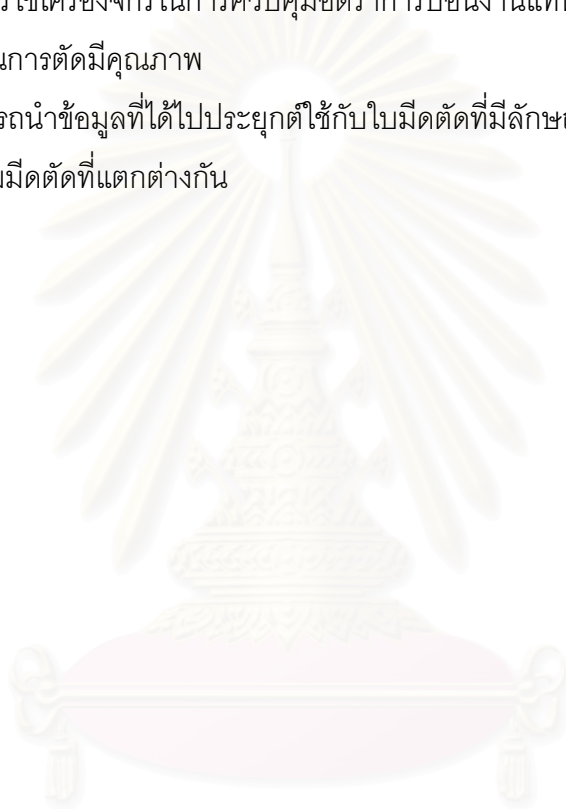 ใช้เครื่องจักรในการควบคุมอัตราการป้อนงานแท
นการตัดมีคุณภาพ
รถนำข้อมูลที่ได้ไปประยุกต์ใช้กับใบมีดตัดที่มีลักษณ
มีดตัดที่แตกต่างกัน